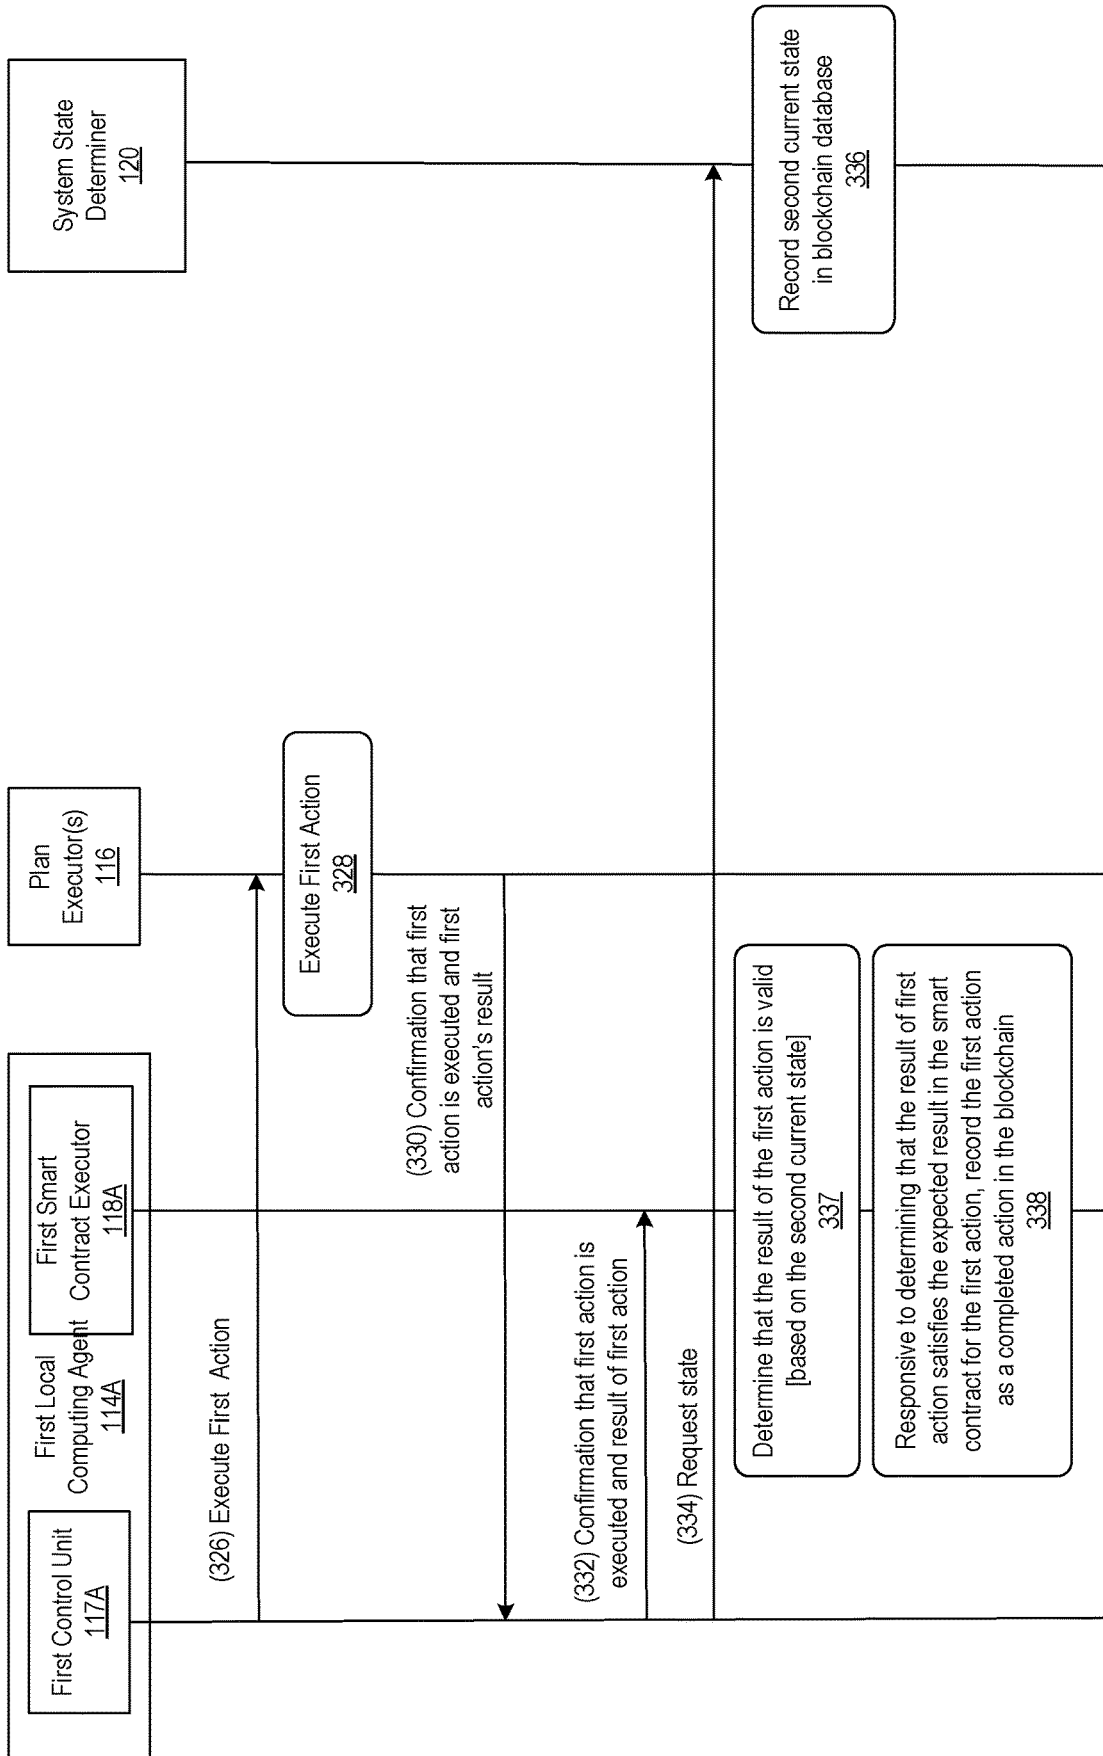 First Local
Computing Agent
114A
First Control Unit
117A
First Smart
Contract Executor
118A
Plan
Executor(s)
116
System State
Determiner
120
(326) Execute First Action
Execute First Action
328
(330) Confirmation that first
action is executed and first
action's result
(332) Confirmation that first action is
executed and result of first action
(334) Request state
Record second current state
in blockchain database
336
Determine that the result of the first action is valid
[based on the second current state]
337
Responsive to determining that the result of first
action satisfies the expected result in the smart
contract for the first action, record the first action
as a completed action in the blockchain
338